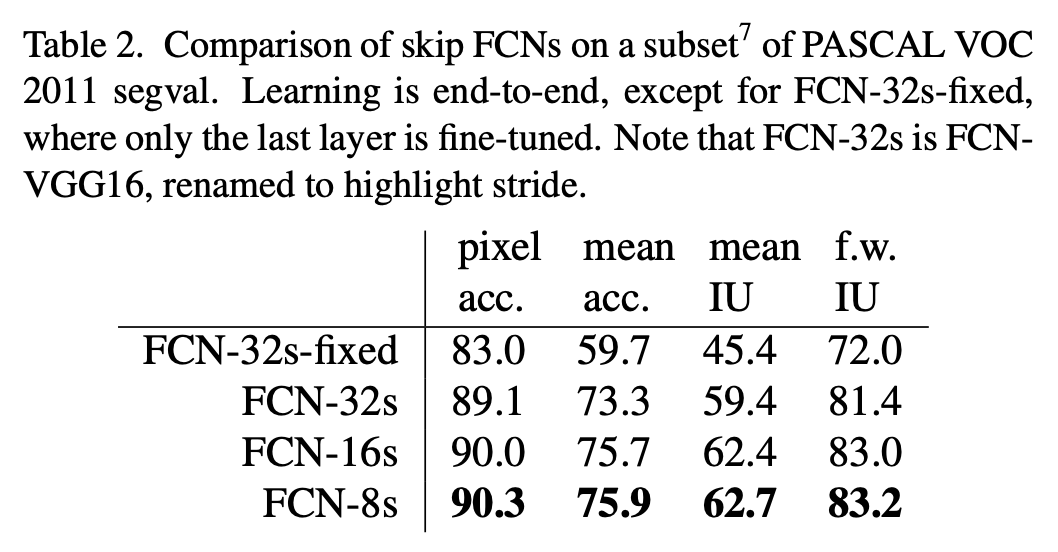 Table 2. Comparison of skip FCNs on a subset7 of PASCAL VOC
2011 segval. Learning is end-to-end, except for FCN-32s-fixed,
where only the last layer is fine-tuned. Note that FCN-32s is FCN-
VGG16, renamed to highlight stride.
pixel mean mean f.w.
acc. acc. IU IU
FCN-32s-fixed 83.0 59.7 45.4 72.0
FCN-32s 89.1 73.3 59.4 81.4
FCN-16s 90.0 75.7 62.4 83.0
FCN-8s 90.3 75.9 62.7 83.2